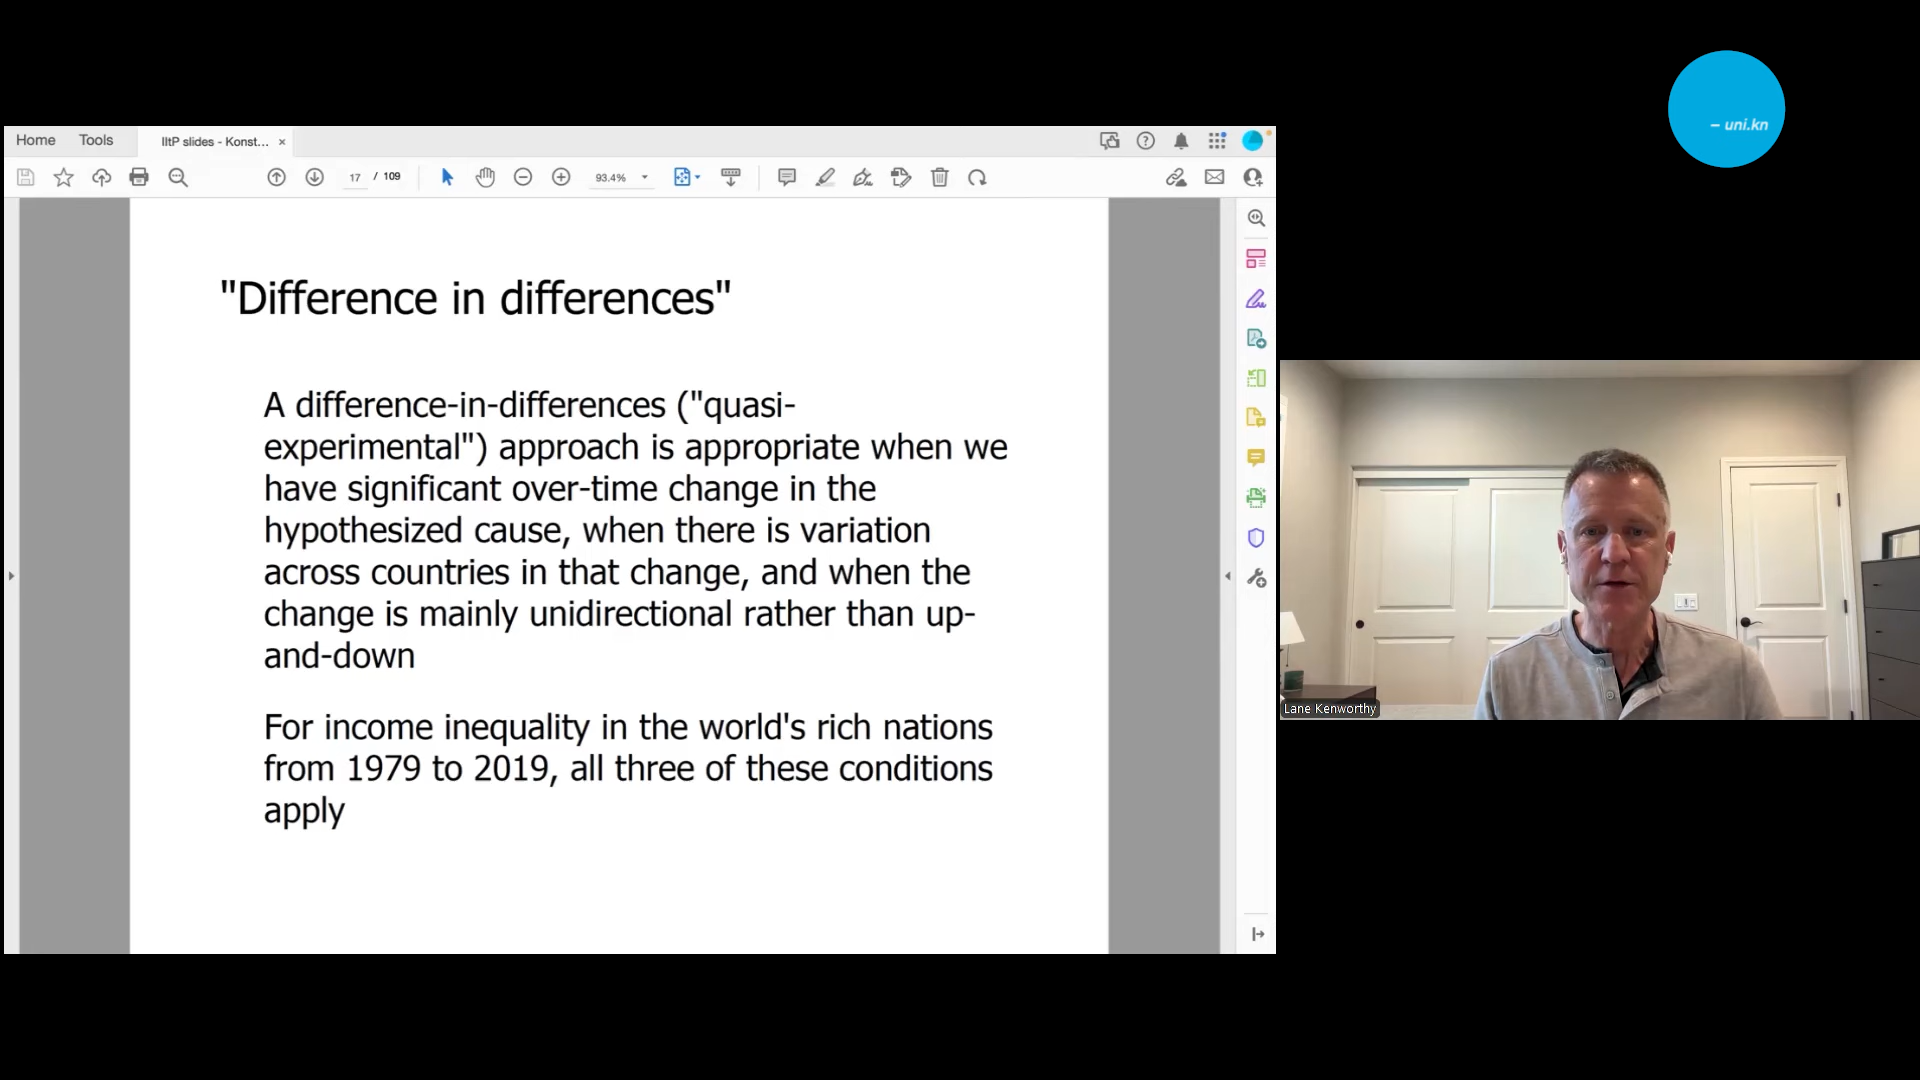 – uni.kn
Home Tools IItP slides - Konst... ×
17 / 109 93.4%
"Difference in differences"
A difference-in-differences ("quasi-
experimental") approach is appropriate when we
have significant over-time change in the
hypothesized cause, when there is variation
across countries in that change, and when the
change is mainly unidirectional rather than up-
and-down
For income inequality in the world's rich nations
from 1979 to 2019, all three of these conditions
apply
Lane Kenworthy